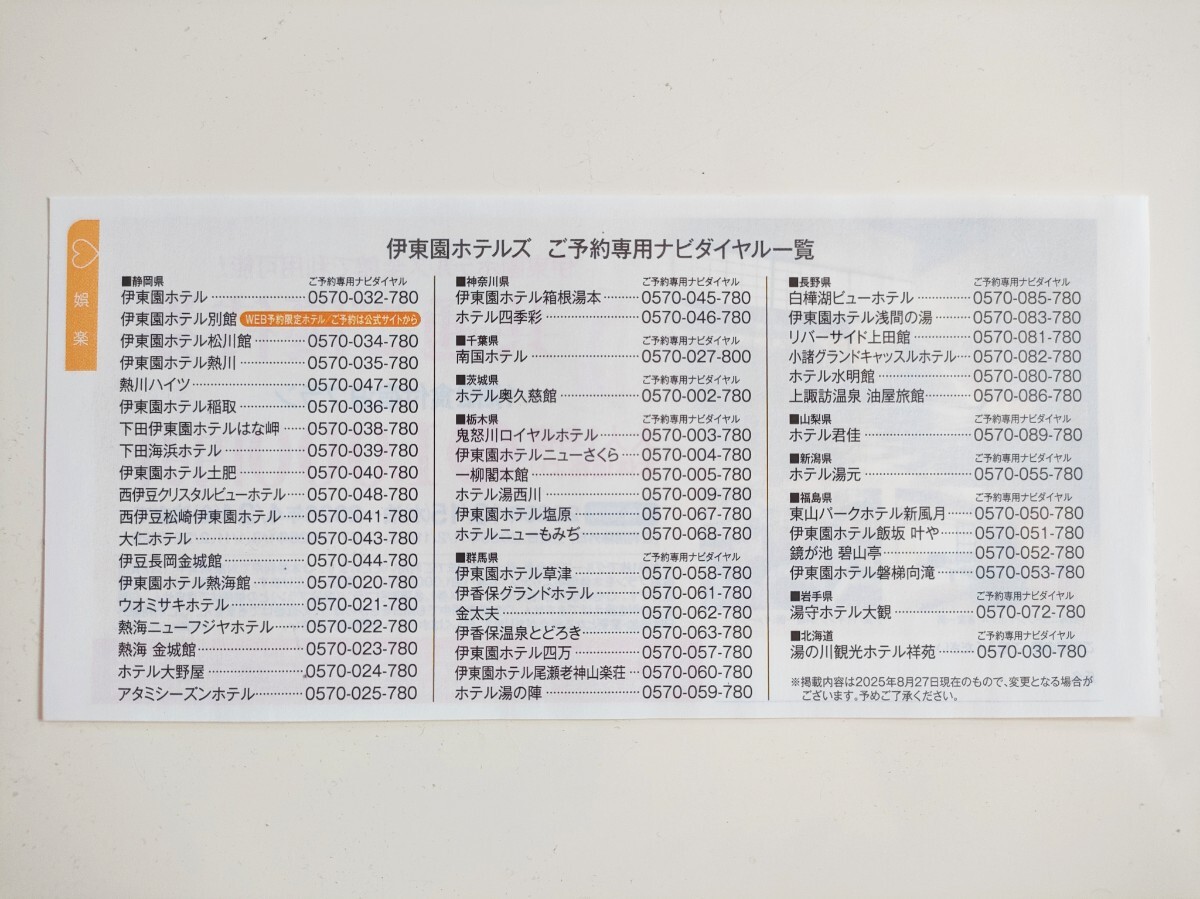 娯楽
伊東園ホテルズ ご予約専用ナビダイヤル一覧
■静岡県 ご予約専用ナビダイヤル
伊東園ホテル 0570-032-780
伊東園ホテル別館 WEB予約限定ホテル/ご予約は公式サイトから
伊東園ホテル松川館 0570-034-780
伊東園ホテル熱川 0570-035-780
熱川ハイツ 0570-047-780
伊東園ホテル稲取 0570-036-780
下田伊東園ホテルはな岬 0570-038-780
下田海浜ホテル 0570-039-780
伊東園ホテル土肥 0570-040-780
西伊豆クリスタルビューホテル 0570-048-780
西伊豆松崎伊東園ホテル 0570-041-780
大仁ホテル 0570-043-780
伊豆長岡金城館 0570-044-780
伊東園ホテル熱海館 0570-020-780
ウオミサキホテル 0570-021-780
熱海ニューフジヤホテル 0570-022-780
熱海 金城館 0570-023-780
ホテル大野屋 0570-024-780
アタミシーズンホテル 0570-025-780
■神奈川県 ご予約専用ナビダイヤル
伊東園ホテル箱根湯本 0570-045-780
ホテル四季彩 0570-046-780
■千葉県 ご予約専用ナビダイヤル
南国ホテル 0570-027-800
■茨城県 ご予約専用ナビダイヤル
ホテル奥久慈館 0570-002-780
■栃木県 ご予約専用ナビダイヤル
鬼怒川ロイヤルホテル 0570-003-780
伊東園ホテルニューさくら 0570-004-780
一柳閣本館 0570-005-780
ホテル湯西川 0570-009-780
伊東園ホテル塩原 0570-067-780
ホテルニューもみぢ 0570-068-780
■群馬県 ご予約専用ナビダイヤル
伊東園ホテル草津 0570-058-780
伊香保グランドホテル 0570-061-780
金太夫 0570-062-780
伊香保温泉とどろき 0570-063-780
伊東園ホテル四万 0570-057-780
伊東園ホテル尾瀬老神山楽荘 0570-060-780
ホテル湯の陣 0570-059-780
■長野県 ご予約専用ナビダイヤル
白樺湖ビューホテル 0570-085-780
伊東園ホテル浅間の湯 0570-083-780
リバーサイド上田館 0570-081-780
小諸グランドキャッスルホテル 0570-082-780
ホテル水明館 0570-080-780
上諏訪温泉 油屋旅館 0570-086-780
■山梨県 ご予約専用ナビダイヤル
ホテル君佳 0570-089-780
■新潟県 ご予約専用ナビダイヤル
ホテル湯元 0570-055-780
■福島県 ご予約専用ナビダイヤル
東山パークホテル新風月 0570-050-780
伊東園ホテル飯坂 叶や 0570-051-780
鏡が池 碧山亭 0570-052-780
伊東園ホテル磐梯向滝 0570-053-780
■岩手県 ご予約専用ナビダイヤル
湯守ホテル大観 0570-072-780
■北海道 ご予約専用ナビダイヤル
湯の川観光ホテル祥苑 0570-030-780
※掲載内容は2025年8月27日現在のもので、変更となる場合が
ございます。予めご了承ください。